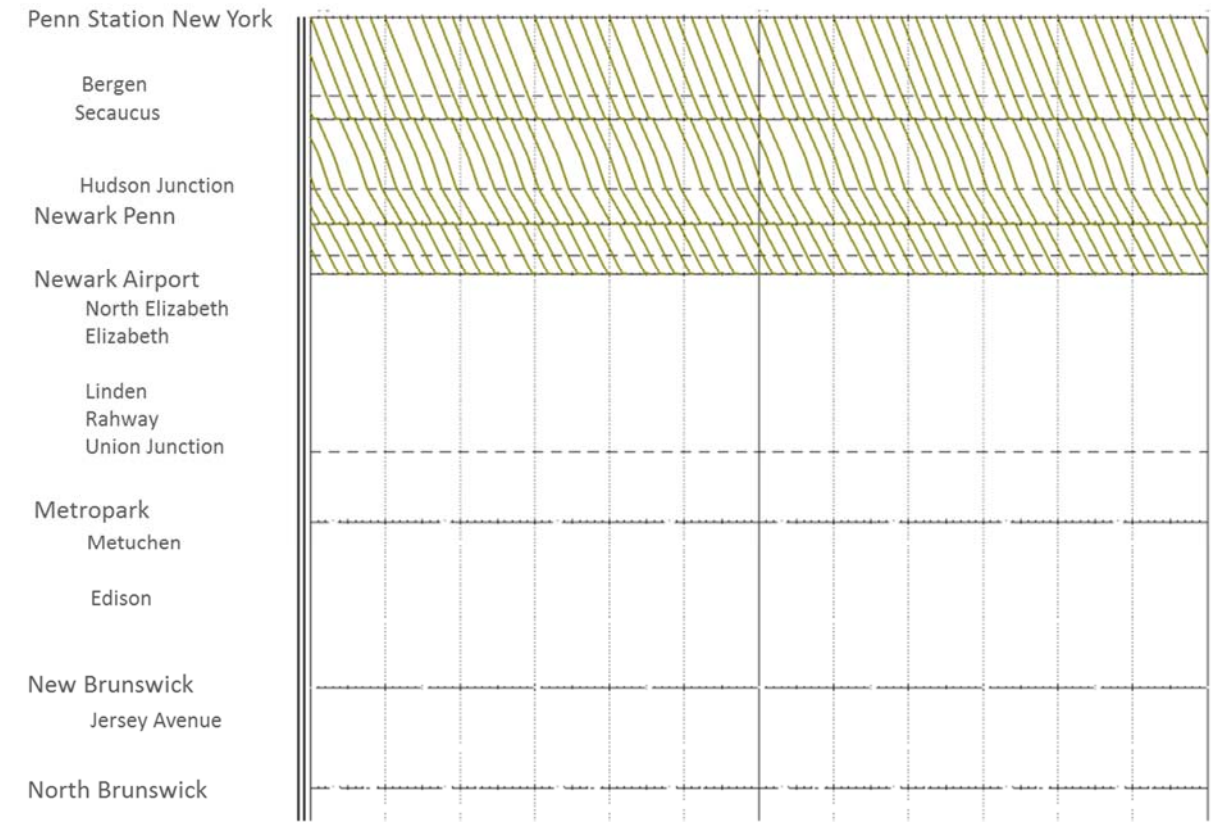 Penn Station New York
Bergen
Secaucus
Hudson Junction
Newark Penn
Newark Airport
North Elizabeth
Elizabeth
Linden
Rahway
Union Junction
Metropark
Metuchen
Edison
New Brunswick
Jersey Avenue
North Brunswick